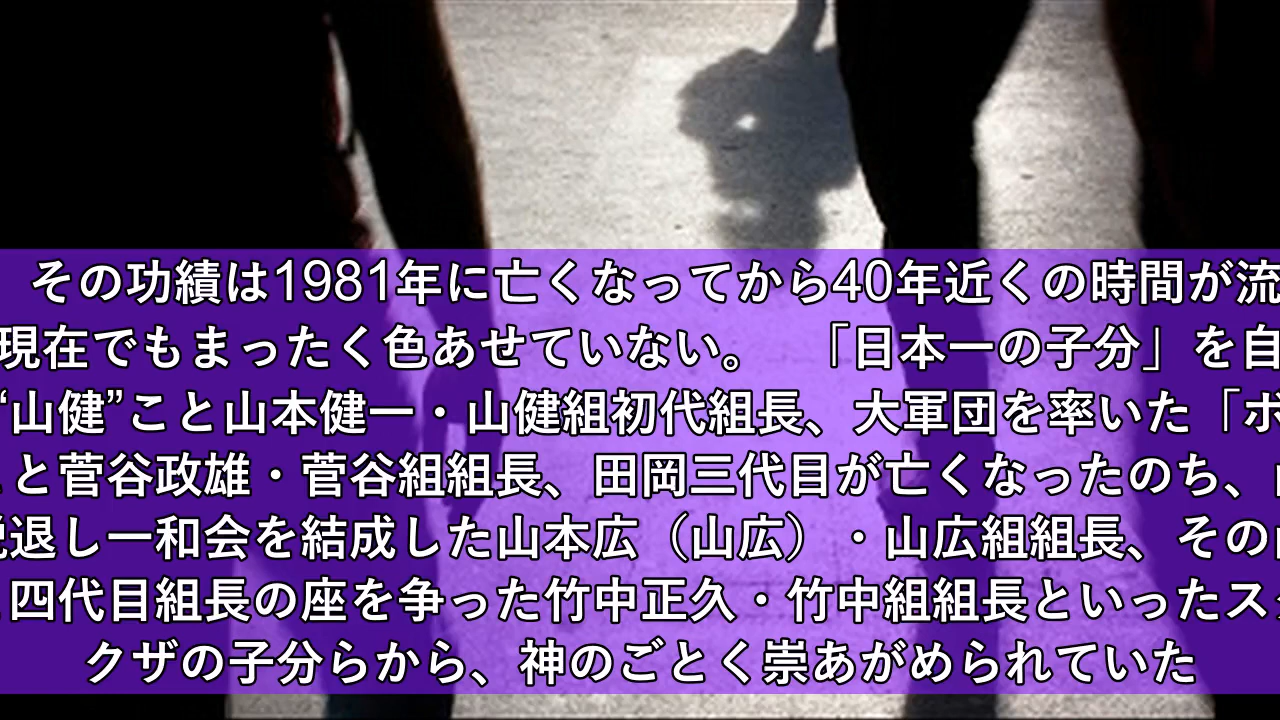 その功績は1981年に亡くなってから40年近くの時間が流
現在でもまったく色あせていない。 「日本一の子分」を自
“山健”こと山本健一・山健組初代組長、大軍団を率いた「ボ
と菅谷政雄・菅谷組組長、田岡三代目が亡くなったのち、
退し一和会を結成した山本広（山広）・山広組組長、その
四代目組長の座を争った竹中正久・竹中組組長といったス
クザの子分らから、神のごとく崇あがめられていた